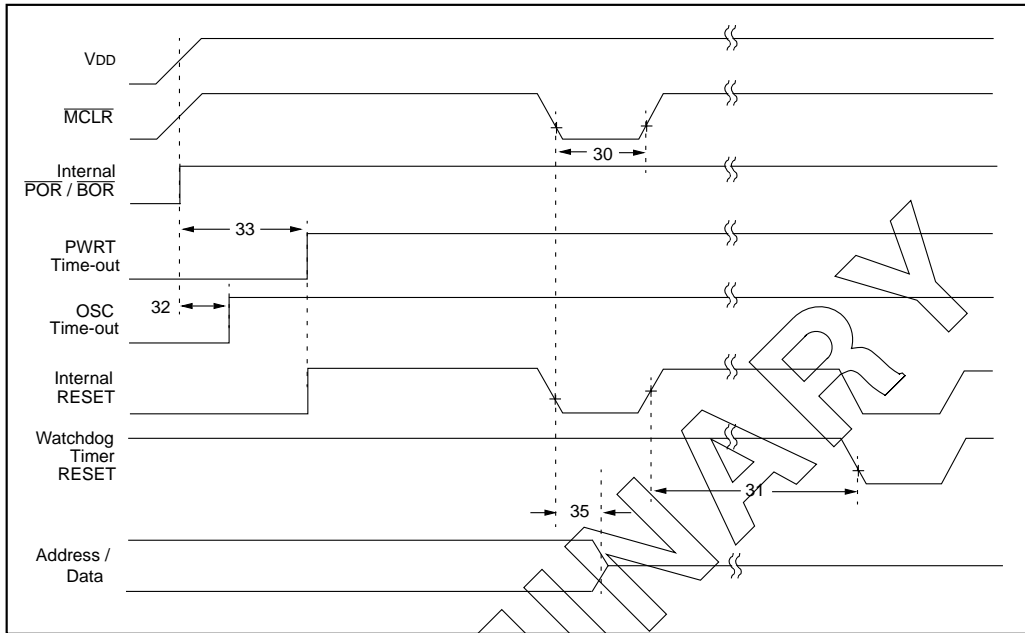 VDD
MCLR
30
Internal
POR / BOR
33
PWRT
Time-out
32
OSC
Time-out
Internal
RESET
Watchdog
Timer
RESET
31
35
Address /
Data
INARY